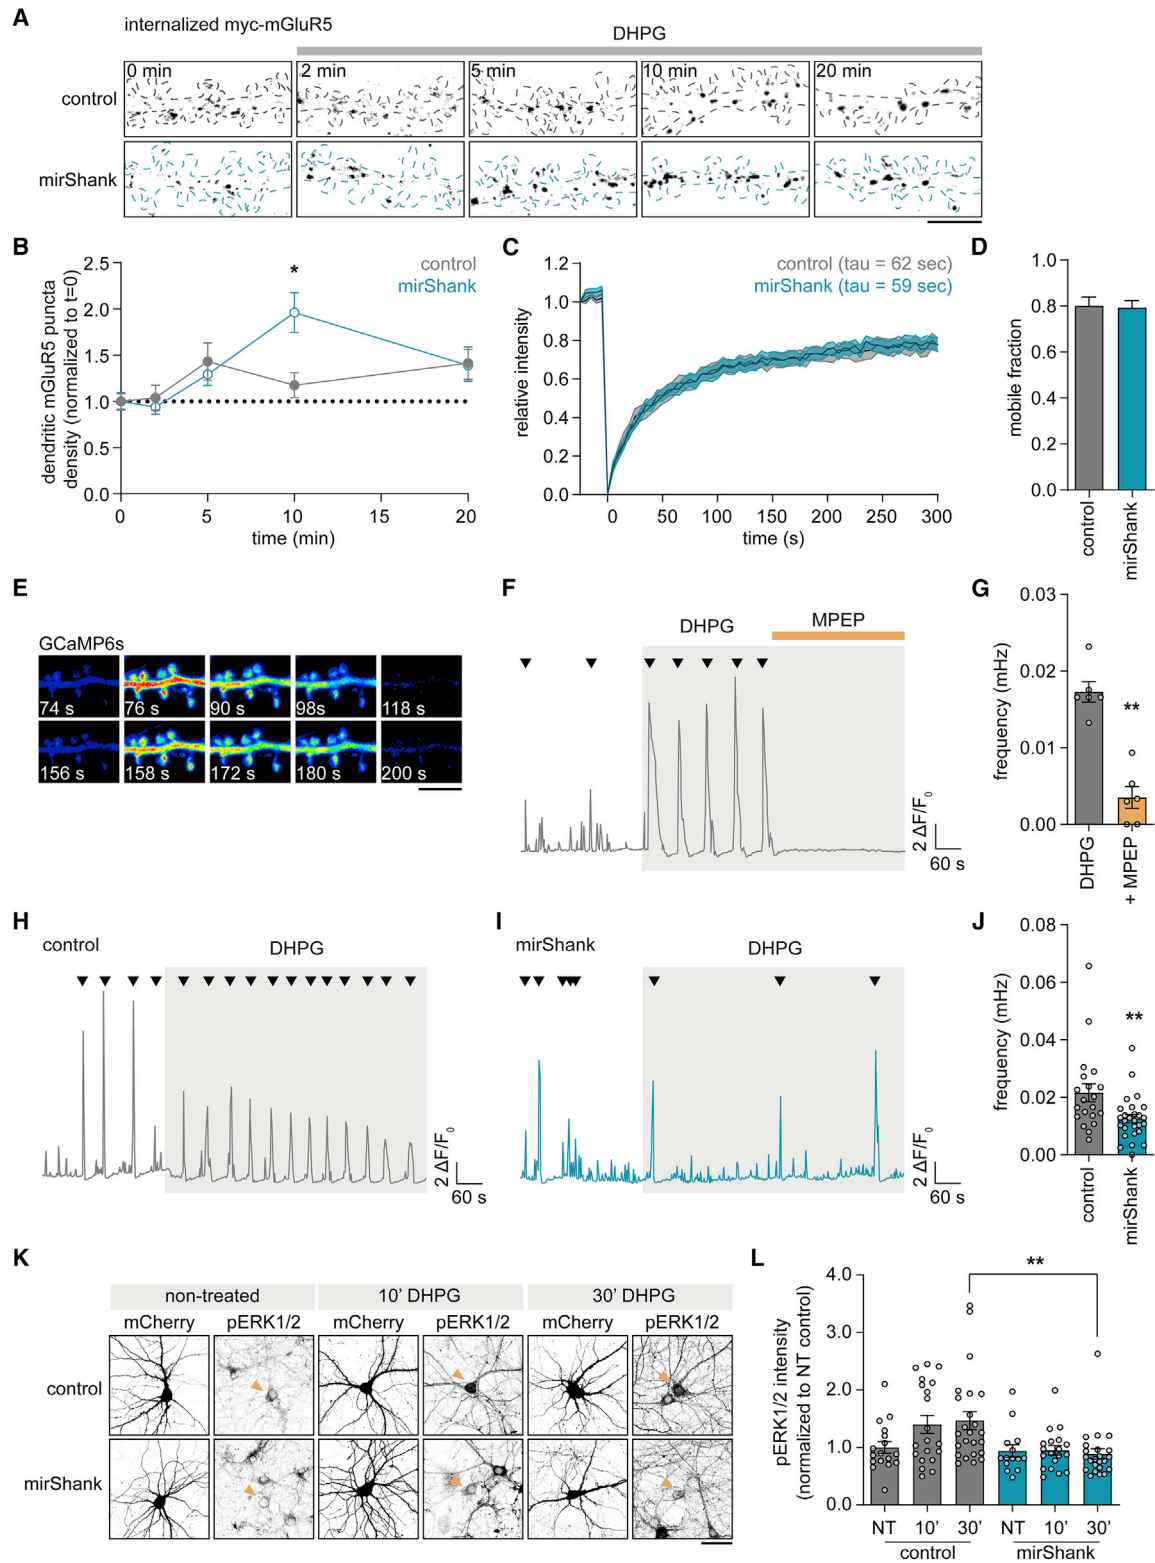 A
internalized myc-mGluR5
DHPG
0 min
2 min
5 min
10 min
20 min
control
mirShank
B
dendritic mGluR5 puncta
density (normalized to t=0)
2.5
2.0
1.5
1.0
0.5
0.0
control
mirShank
*
0
5
10
15
20
time (min)
C
relative intensity
1.2
1.0
0.8
0.6
0.4
0.2
0.0
control (tau = 62 sec)
mirShank (tau = 59 sec)
0
50
100
150
200
250
300
time (s)
D
mobile fraction
1.0
0.8
0.6
0.4
0.2
0.0
control
mirShank
E
GCaMP6s
74 s
76 s
90 s
98s
118 s
156 s
158 s
172 s
180 s
200 s
F
DHPG
MPEP
2 ΔF/F0
60 s
G
frequency (mHz)
0.03
0.02
0.01
0.00
**
DHPG
+ MPEP
H
control
DHPG
2 ΔF/F0
60 s
I
mirShank
DHPG
2 ΔF/F0
60 s
J
frequency (mHz)
0.08
0.06
0.04
0.02
0.00
**
control
mirShank
K
non-treated
10' DHPG
30' DHPG
mCherry
pERK1/2
mCherry
pERK1/2
mCherry
pERK1/2
control
mirShank
L
pERK1/2 intensity
(normalized to NT control)
4.0
3.0
2.0
1.0
0.0
**
NT
10'
30'
NT
10'
30'
control
mirShank